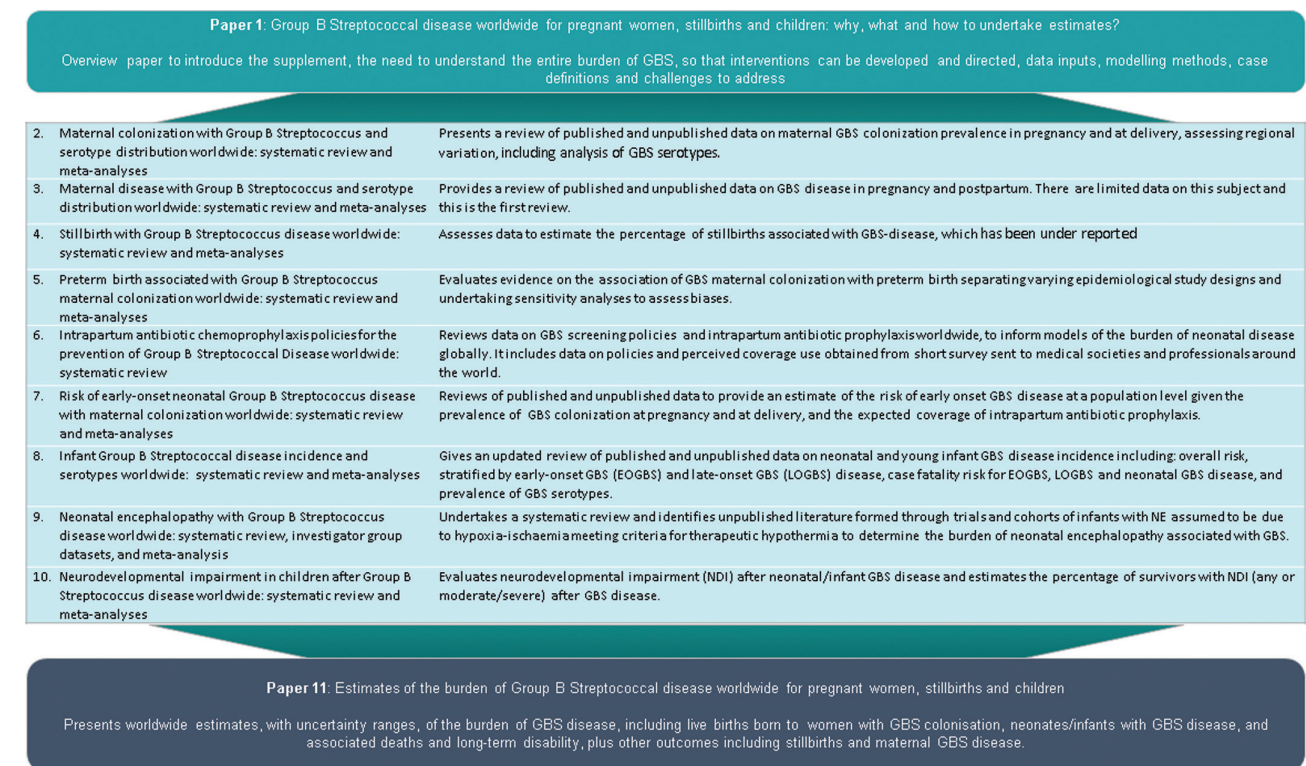 Paper 1: Group B Streptococcal disease worldwide for pregnant women, stillbirths and children: why, what and how to undertake estimates?
Overview paper to introduce the supplement, the need to understand the entire burden of GBS, so that interventions can be developed and directed, data inputs, modelling methods, case
definitions and challenges to address
2. Maternal colonization with Group B Streptococcus and
serotype distribution worldwide: systematic review and
meta-analyses
Presents a review of published and unpublished data on maternal GBS colonization prevalence in pregnancy and at delivery, assessing regional
variation, including analysis of GBS serotypes.
3. Maternal disease with Group B Streptococcus and serotype
distribution worldwide: systematic review and meta-analyses
Provides a review of published and unpublished data on GBS disease in pregnancy and postpartum. There are limited data on this subject and
this is the first review.
4. Stillbirth with Group B Streptococcus disease worldwide:
systematic review and meta-analyses
Assesses data to estimate the percentage of stillbirths associated with GBS-disease, which has been under reported
5. Preterm birth associated with Group B Streptococcus
maternal colonization worldwide: systematic review and
meta-analyses
Evaluates evidence on the association of GBS maternal colonization with preterm birth separating varying epidemiological study designs and
undertaking sensitivity analyses to assess biases.
6. Intrapartum antibiotic chemoprophylaxis policies for the
prevention of Group B Streptococcal Disease worldwide:
systematic review
Reviews data on GBS screening policies and intrapartum antibiotic prophylaxis worldwide, to inform models of the burden of neonatal disease
globally. It includes data on policies and perceived coverage use obtained from short survey sent to medical societies and professionals around
the world.
7. Risk of early-onset neonatal Group B Streptococcus disease
with maternal colonization worldwide: systematic review
and meta-analyses
Reviews of published and unpublished data to provide an estimate of the risk of early onset GBS disease at a population level given the
prevalence of GBS colonization at pregnancy and at delivery, and the expected coverage of intrapartum antibiotic prophylaxis.
8. Infant Group B Streptococcal disease incidence and
serotypes worldwide: systematic review and meta-analyses
Gives an updated review of published and unpublished data on neonatal and young infant GBS disease incidence including: overall risk,
stratified by early-onset GBS (EOGBS) and late-onset GBS (LOGBS) disease, case fatality risk for EOGBS, LOGBS and neonatal GBS disease, and
prevalence of GBS serotypes.
9. Neonatal encephalopathy with Group B Streptococcus
disease worldwide: systematic review, investigator group
datasets, and meta-analysis
Undertakes a systematic review and identifies unpublished literature formed through trials and cohorts of infants with NE assumed to be due
to hypoxia-ischaemia meeting criteria for therapeutic hypothermia to determine the burden of neonatal encephalopathy associated with GBS.
10. Neurodevelopmental impairment in children after Group B
Streptococcus disease worldwide: systematic review and
meta-analyses
Evaluates neurodevelopmental impairment (NDI) after neonatal/infant GBS disease and estimates the percentage of survivors with NDI (any or
moderate/severe) after GBS disease.
Paper 11: Estimates of the burden of Group B Streptococcal disease worldwide for pregnant women, stillbirths and children
Presents worldwide estimates, with uncertainty ranges, of the burden of GBS disease, including live births born to women with GBS colonisation, neonates/infants with GBS disease, and
associated deaths and long-term disability, plus other outcomes including stillbirths and maternal GBS disease.